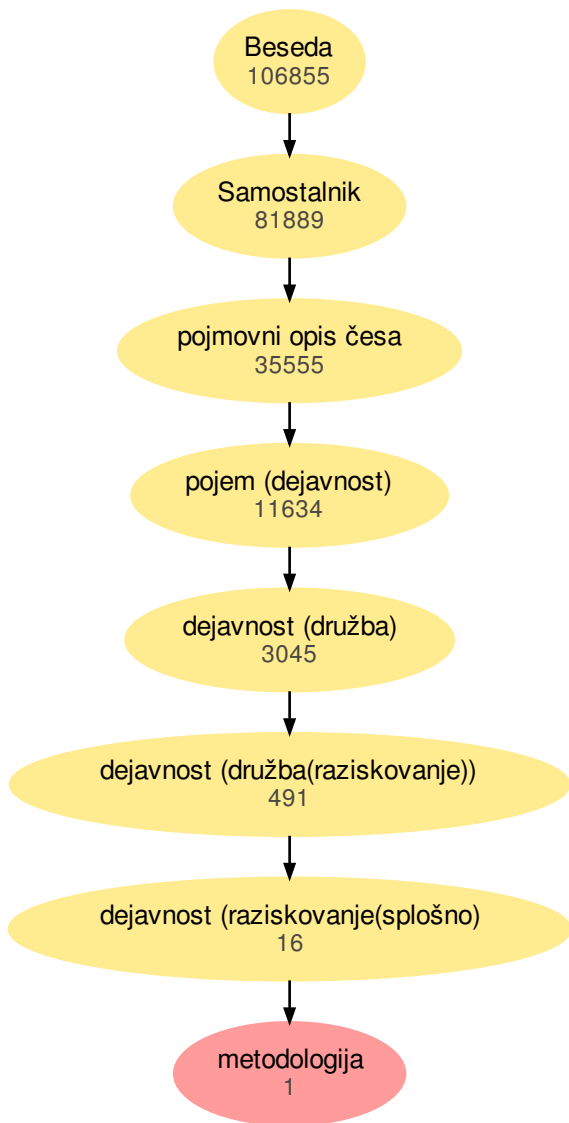 Beseda
106855
Samostalnik
81889
pojmovni opis česa
35555
pojem (dejavnost)
11634
dejavnost (družba)
3045
dejavnost (družba(raziskovanje))
491
dejavnost (raziskovanje(splošno)
16
metodologija
1